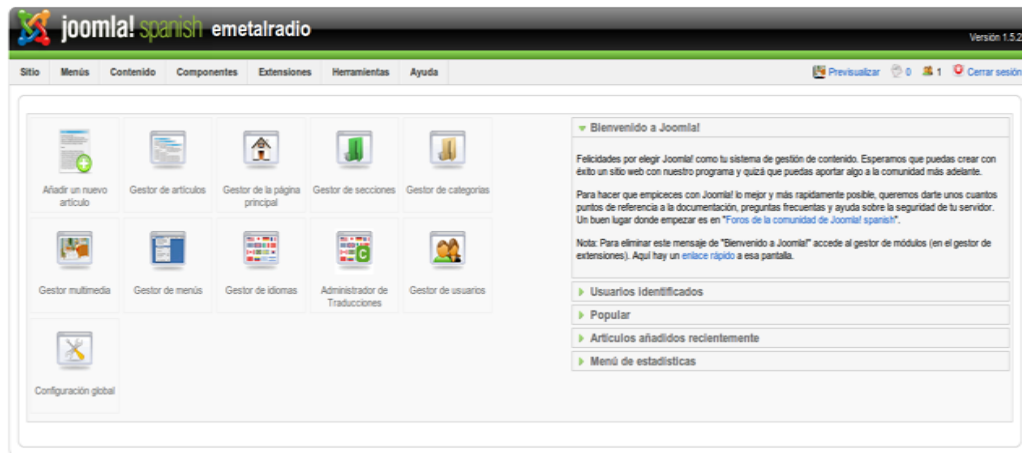 joomla! spanish emetalradio
Versión 1.5.2
Sitio Menús Contenido Componentes Extensiones Herramientas Ayuda
Previsualizar 0 1 Cerrar sesión
Añadir un nuevo
artículo
Gestor de artículos
Gestor de la página
principal
Gestor de secciones
Gestor de categorias
Gestor multimedia
Gestor de menús
Gestor de idiomas
Administrador de
Traducciones
Gestor de usuarios
Configuración global
Bienvenido a Joomla!
Felicidades por elegir Joomla! como tu sistema de gestión de contenido. Esperamos que puedas crear con
éxito un sitio web con nuestro programa y quizá que puedas aportar algo a la comunidad más adelante.
Para hacer que empiceces con Joomla! lo mejor y más rapidamente posible, queremos darte unos cuantos
puntos de referencia a la documentación, preguntas frecuentes y ayuda sobre la seguridad de tu servidor.
Un buen lugar donde empezar es en "Foros de la comunidad de Joomla! spanish".
Nota: Para eliminar este mensaje de "Bienvenido a Joomla!" accede al gestor de módulos (en el gestor de
extensiones). Aquí hay un enlace rápido a esa pantalla.
Usuarios identificados
Popular
Artículos añadidos recientemente
Menú de estadísticas